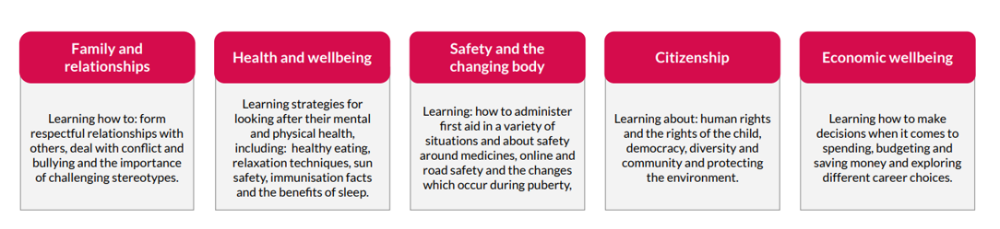 Family and
relationships
Learning how to: form
respectful relationships with
others, deal with conflict and
bullying and the importance
of challenging stereotypes.
Health and wellbeing
Learning strategies for
looking after their mental
and physical health,
including: healthy eating,
relaxation techniques, sun
safety, immunisation facts
and the benefits of sleep.
Safety and the
changing body
Learning: how to administer
first aid in a variety of
situations and about safety
around medicines, online and
road safety and the changes
which occur during puberty,
Citizenship
Learning about: human rights
and the rights of the child,
democracy, diversity and
community and protecting
the environment.
Economic wellbeing
Learning how to make
decisions when it comes to
spending, budgeting and
saving money and exploring
different career choices.